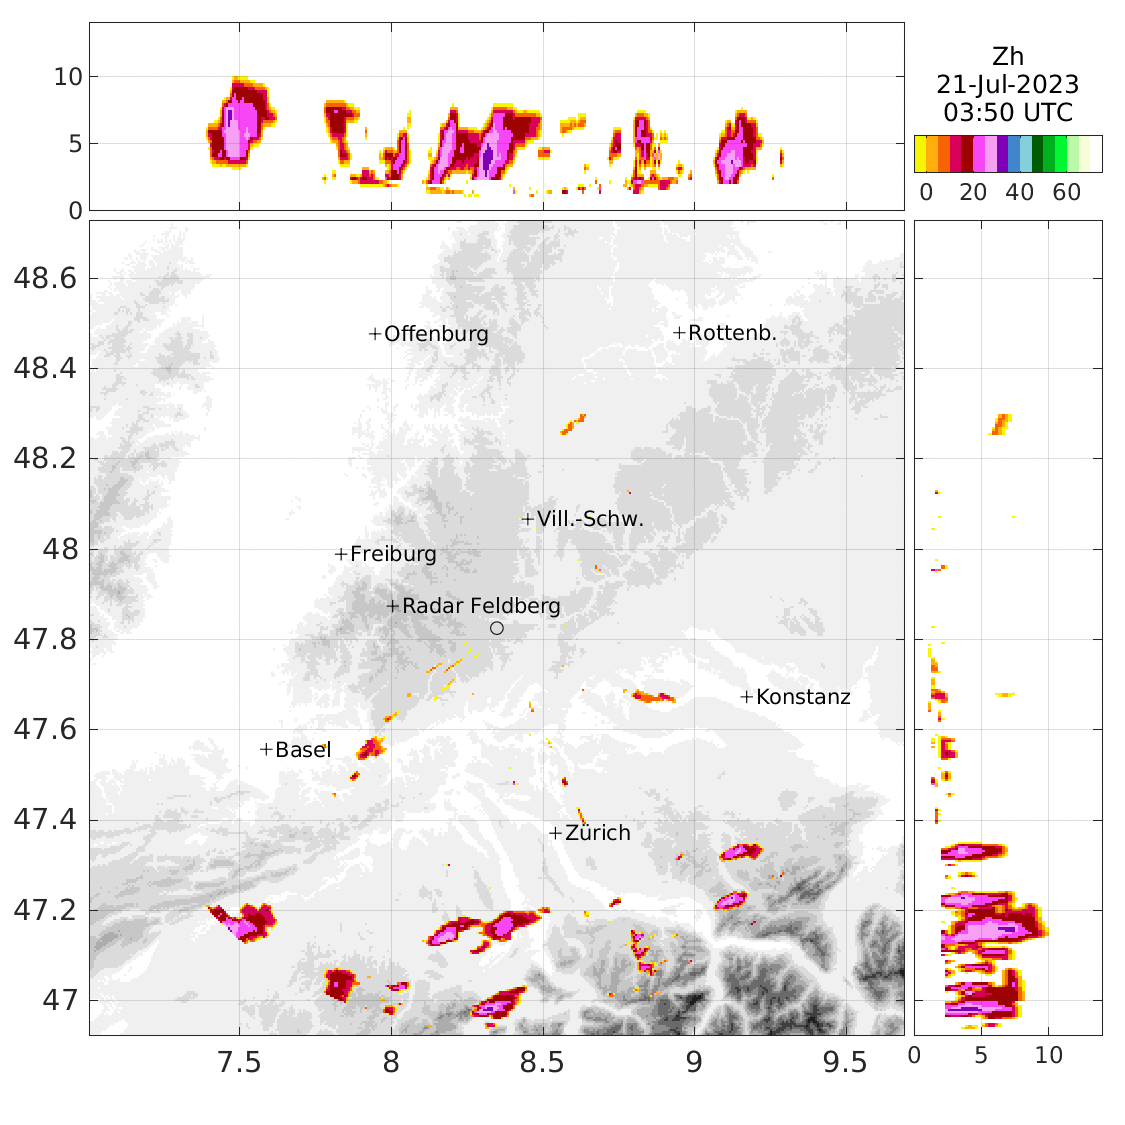 Zh
21-Jul-2023
03:50 UTC
0 20 40 60
10
5
0
48.6
48.4
48.2
48
47.8
47.6
47.4
47.2
47
+Offenburg
+Rottenb.
+Vill.-Schw.
+Freiburg
+Radar Feldberg
+Konstanz
+Basel
+Zürich
7.5 8 8.5 9 9.5
0 5 10